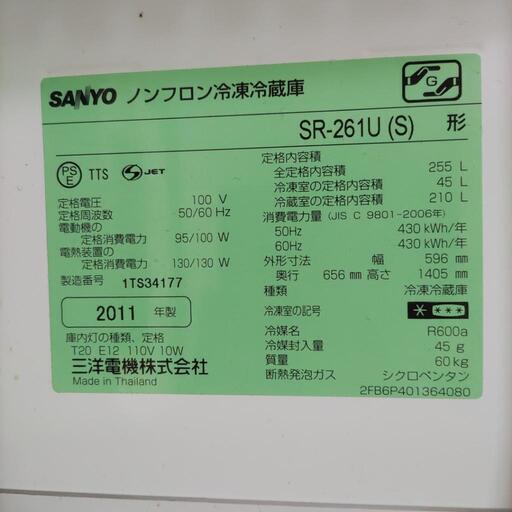 SANYO ノンフロン冷凍冷蔵庫
G
SR-261U (S) 形
PS E TTS S JET
定格電圧 100 V
定格周波数 50/60 Hz
電動機の
定格消費電力 95/100 W
電熱装置の
定格消費電力 130/130 W
製造番号 1TS34177
2011 年製
庫内灯の種類、定格
T20 E12 110V 10W
三洋電機株式会社
Made in Thailand
定格内容積
全定格内容積 255 L
冷凍室の定格内容積 45 L
冷蔵室の定格内容積 210 L
消費電力量 (JIS C 9801-2006年)
50Hz 430 kWh/年
60Hz 430 kWh/年
外形寸法 幅 596 mm
奥行 656 mm 高さ 1405 mm
種類 冷凍冷蔵庫
冷凍室の記号
冷媒名 R600a
冷媒封入量 45 g
質量 60 kg
断熱発泡ガス シクロペンタン
2FB6P401364080